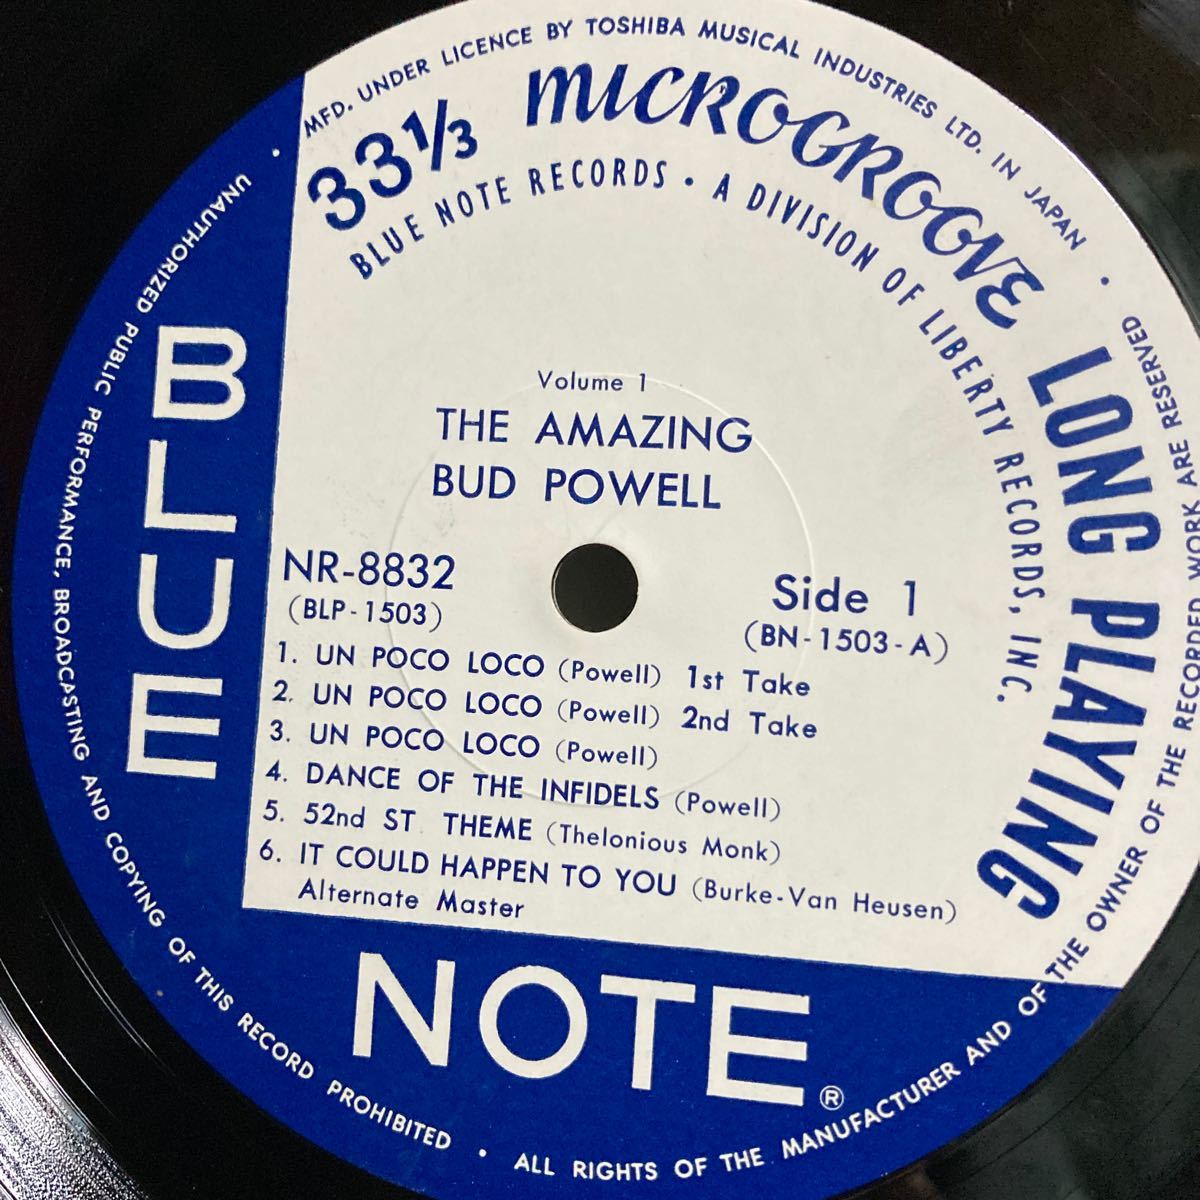 MFD. UNDER LICENCE BY TOSHIBA MUSICAL INDUSTRIES LTD. IN JAPAN •
33⅓ MICROGROOVE LONG PLAYING
BLUE NOTE RECORDS • A DIVISION OF LIBERTY RECORDS, INC.
Volume 1
THE AMAZING
BUD POWELL
NR-8832
(BLP-1503)
Side 1
(BN-1503-A)
1. UN POCO LOCO (Powell) 1st Take
2. UN POCO LOCO (Powell) 2nd Take
3. UN POCO LOCO (Powell)
4. DANCE OF THE INFIDELS (Powell)
5. 52nd ST. THEME (Thelonious Monk)
6. IT COULD HAPPEN TO YOU (Burke-Van Heusen)
Alternate Master
BLUE
NOTE®
UNAUTHORIZED PUBLIC PERFORMANCE, BROADCASTING AND COPYING OF THIS RECORD PROHIBITED • ALL RIGHTS OF THE MANUFACTURER AND OF THE OWNER OF THE RECORDED WORK ARE RESERVED